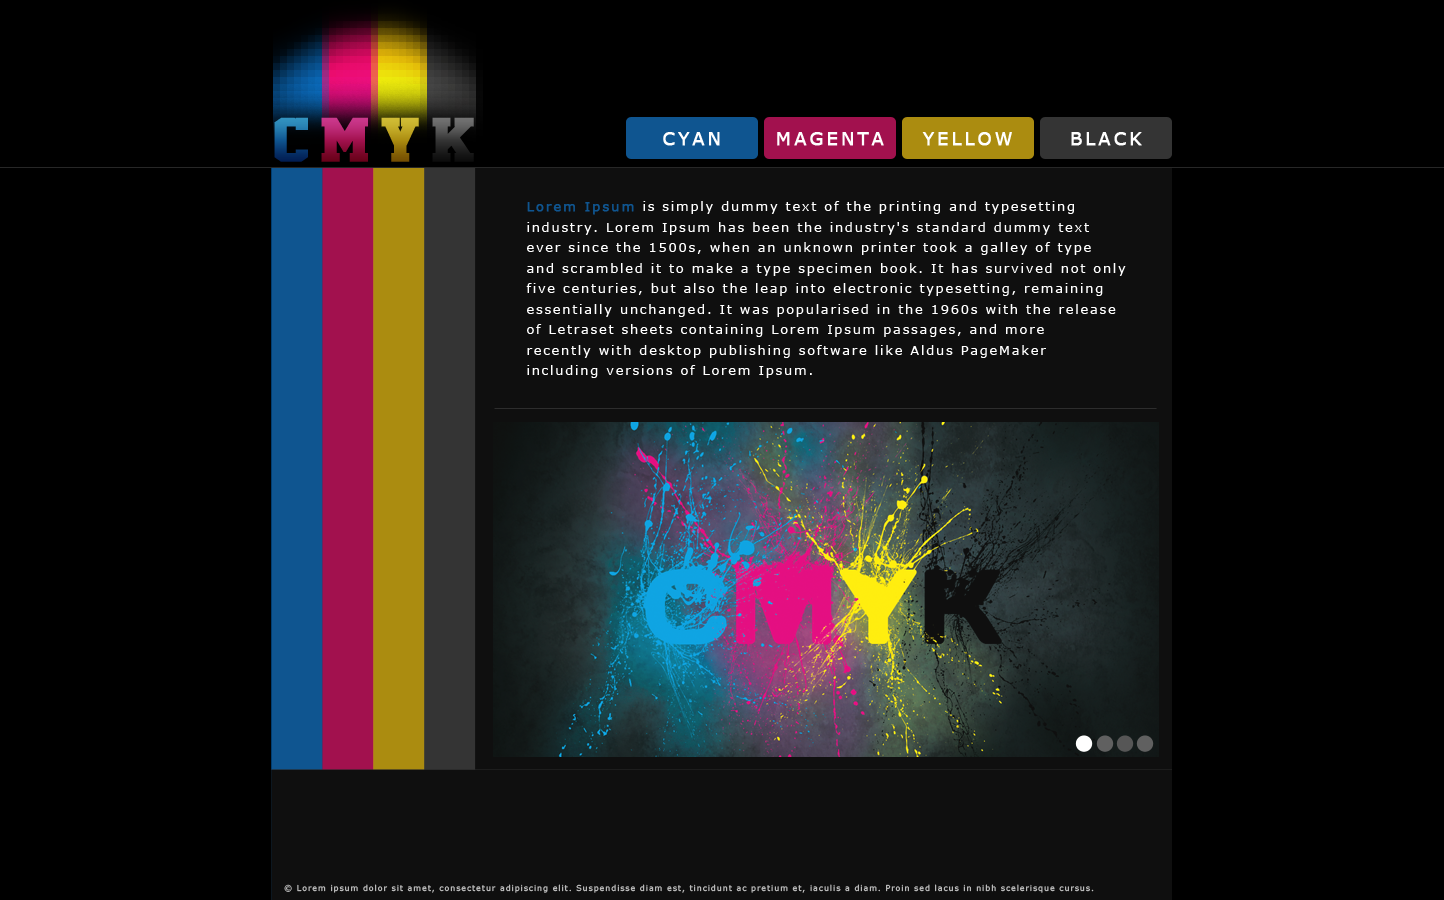 CMYK
CYAN MAGENTA YELLOW BLACK
Lorem Ipsum is simply dummy text of the printing and typesetting
industry. Lorem Ipsum has been the industry's standard dummy text
ever since the 1500s, when an unknown printer took a galley of type
and scrambled it to make a type specimen book. It has survived not only
five centuries, but also the leap into electronic typesetting, remaining
essentially unchanged. It was popularised in the 1960s with the release
of Letraset sheets containing Lorem Ipsum passages, and more
recently with desktop publishing software like Aldus PageMaker
including versions of Lorem Ipsum.
CMYK
© Lorem ipsum dolor sit amet, consectetur adipiscing elit. Suspendisse diam est, tincidunt ac pretium et, iaculis a diam. Proin sed lacus in nibh scelerisque cursus.